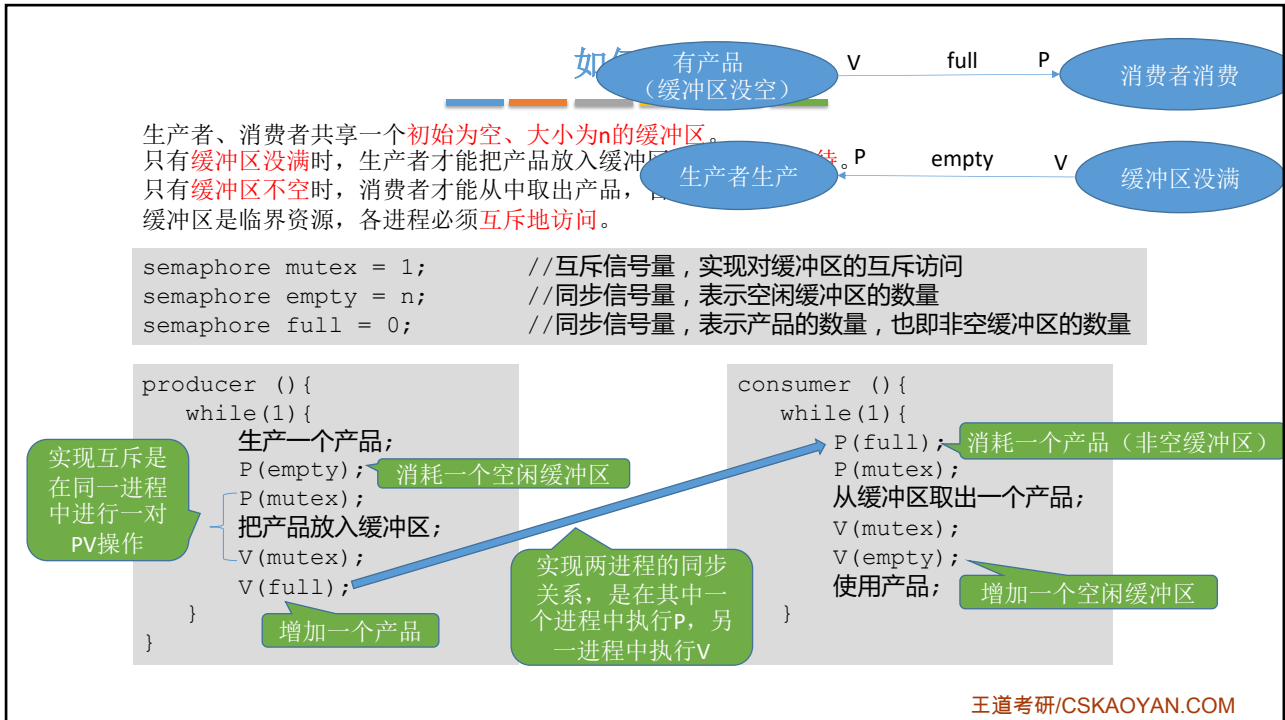 如
有产品
（缓冲区没空）
V full P
消费者消费
生产者、消费者共享一个初始为空、大小为n的缓冲区。
只有缓冲区没满时，生产者才能把产品放入缓冲区
待。
生产者生产
P empty V
缓冲区没满
只有缓冲区不空时，消费者才能从中取出产品，
缓冲区是临界资源，各进程必须互斥地访问。
semaphore mutex = 1; //互斥信号量，实现对缓冲区的互斥访问
semaphore empty = n; //同步信号量，表示空闲缓冲区的数量
semaphore full = 0; //同步信号量，表示产品的数量，也即非空缓冲区的数量
producer (){
while(1){
生产一个产品;
P(empty);
消耗一个空闲缓冲区
P(mutex);
把产品放入缓冲区;
V(mutex);
V(full);
增加一个产品
}
}
实现互斥是
在同一进程
中进行一对
PV操作
实现两进程的同步
关系，是在其中一
个进程中执行P，另
一进程中执行V
consumer (){
while(1){
P(full);
消耗一个产品（非空缓冲区）
P(mutex);
从缓冲区取出一个产品;
V(mutex);
V(empty);
使用产品;
增加一个空闲缓冲区
}
}
王道考研/CSKAOYAN.COM